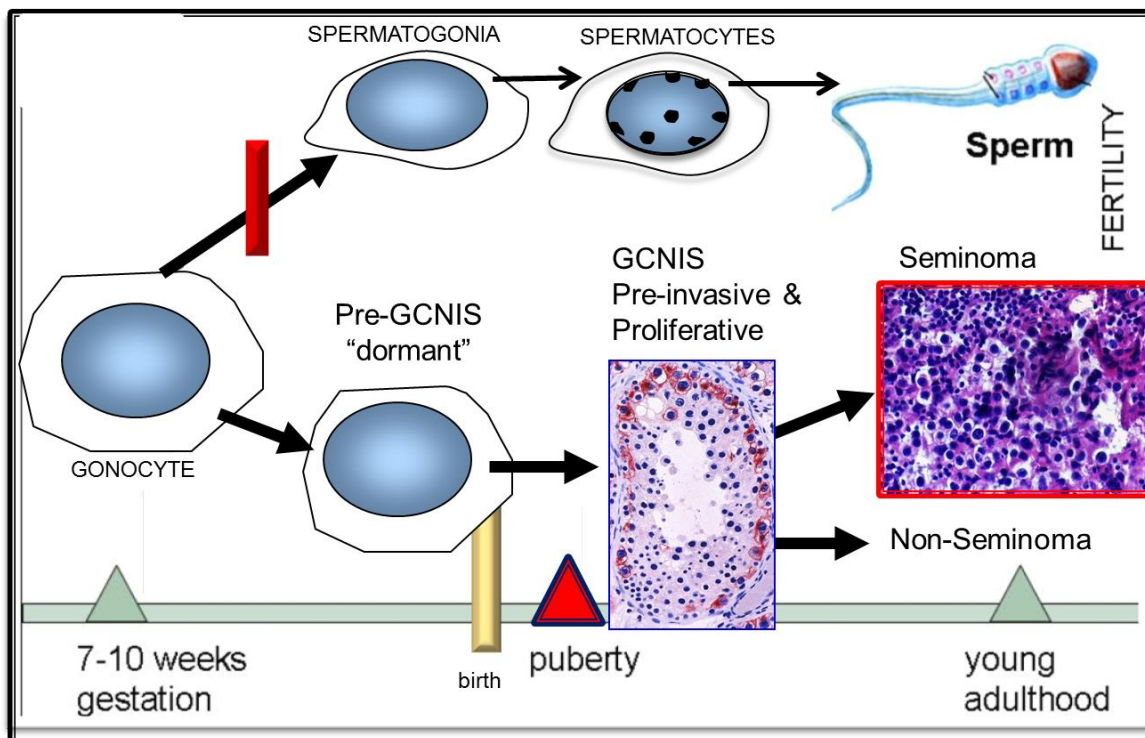 SPERMATOGONIA
SPERMATOCYTES
Sperm
FERTILITY
GONOCYTE
Pre-GCNIS
“dormant”
GCNIS
Pre-invasive &
Proliferative
Seminoma
Non-Seminoma
7-10 weeks
gestation
birth
puberty
young
adulthood